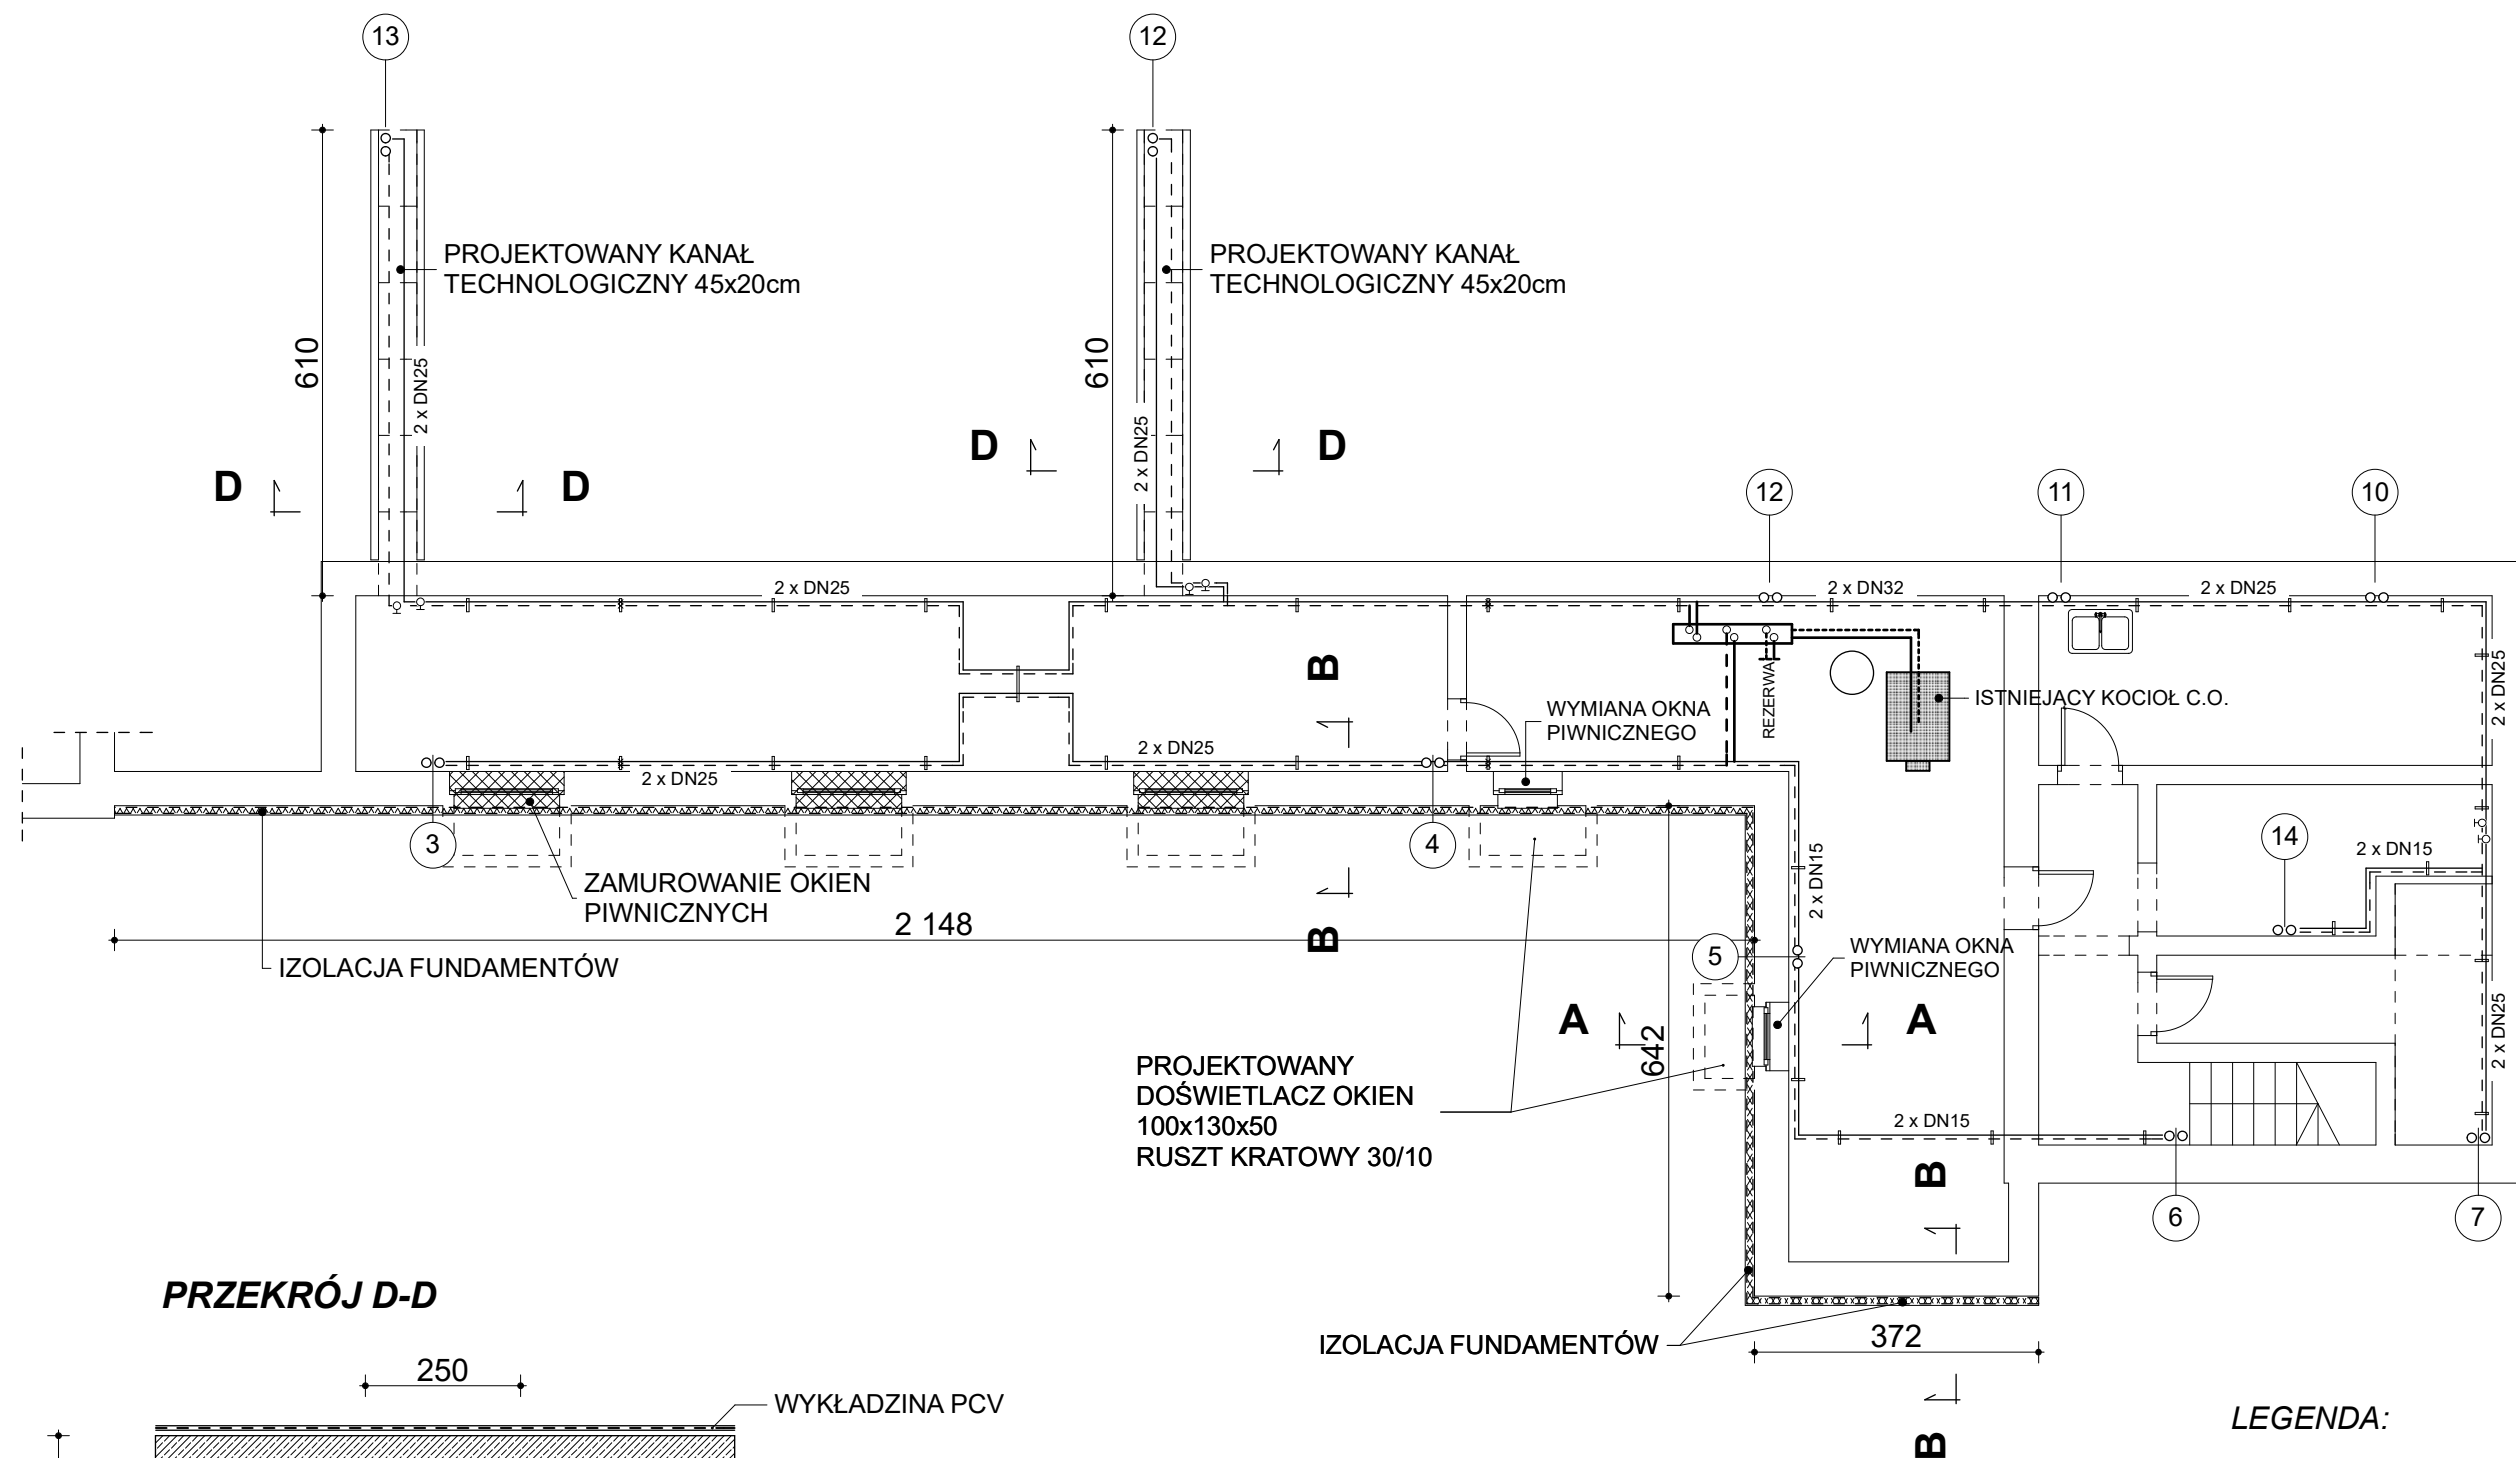 13
12
PROJEKTOWANY KANAŁ
TECHNOLOGICZNY 45x20cm
PROJEKTOWANY KANAŁ
TECHNOLOGICZNY 45x20cm
610
2 x DN25
610
2 x DN25
D
D
D
D
12
11
10
2 x DN25
2 x DN32
2 x DN25
B
REZERWA
WYMIANA OKNA
PIWNICZNEGO
ISTNIEJĄCY KOCIOŁ C.O.
2 x DN25
2 x DN25
2 x DN25
3
4
14
2 x DN15
2 x DN15
ZAMUROWANIE OKIEN
PIWNICZNYCH
2 148
B
IZOLACJA FUNDAMENTÓW
5
WYMIANA OKNA
PIWNICZNEGO
A
A
642
2 x DN25
PROJEKTOWANY
DOŚWIETLACZ OKIEN
100x130x50
RUSZT KRATOWY 30/10
2 x DN15
B
6
7
PRZEKRÓJ D-D
IZOLACJA FUNDAMENTÓW
372
250
WYKŁADZINA PCV
B
LEGENDA: